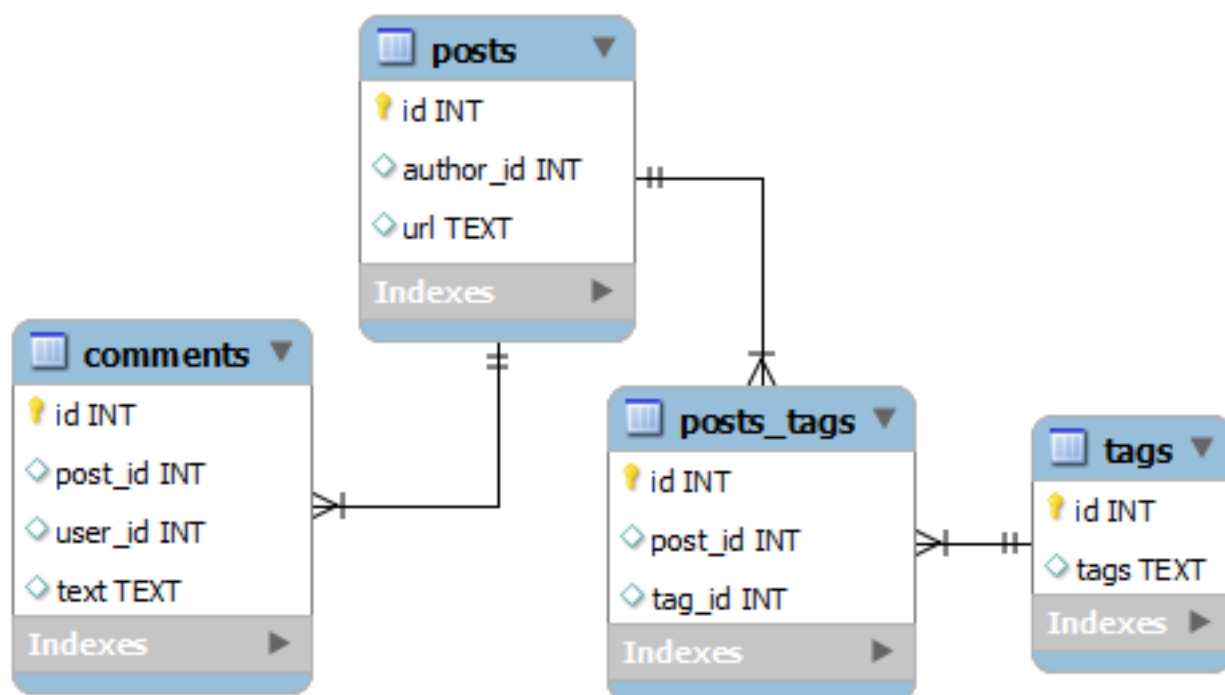 posts
id INT
author_id INT
url TEXT
Indexes
comments
id INT
post_id INT
user_id INT
text TEXT
Indexes
posts_tags
id INT
post_id INT
tag_id INT
Indexes
tags
id INT
tags TEXT
Indexes